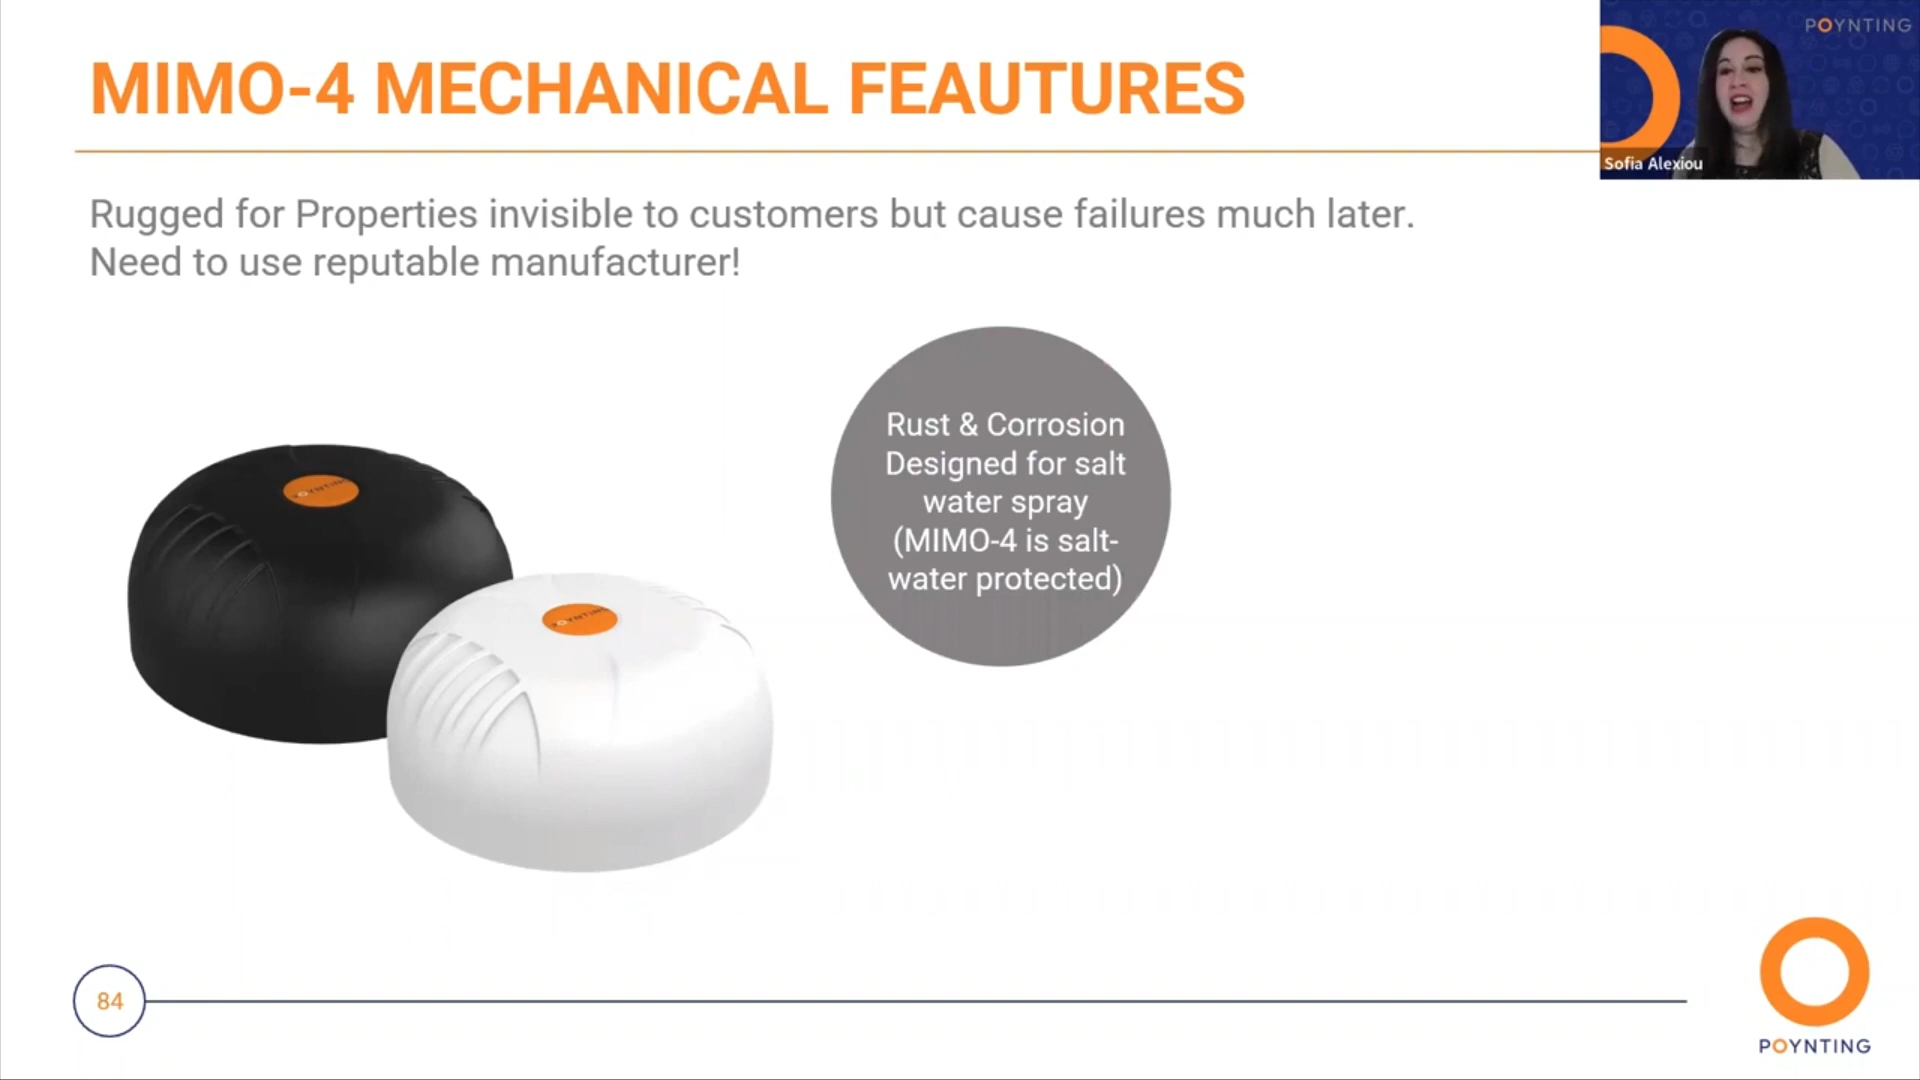 POYNTING
MIMO-4 MECHANICAL FEAUTURES
Sofia Alexiou
Rugged for Properties invisible to customers but cause failures much later.
Need to use reputable manufacturer!
Rust & Corrosion
Designed for salt
water spray
(MIMO-4 is salt-
water protected)
POYNTING
POYNTING
84
POYNTING